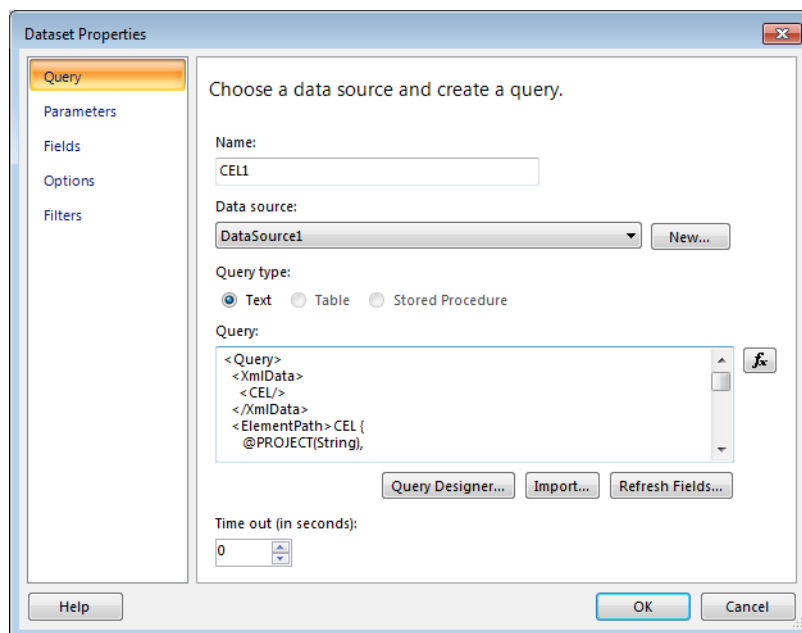 Dataset Properties
Query
Parameters
Fields
Options
Filters
Choose a data source and create a query.
Name:
CEL1
Data source:
DataSource1
New...
Query type:
Text Table Stored Procedure
Query:
<Query>
<XmlData>
<CEL/>
</XmlData>
<ElementPath>CEL {
@PROJECT(String),
fx
Query Designer... Import... Refresh Fields...
Time out (in seconds):
0
Help OK Cancel